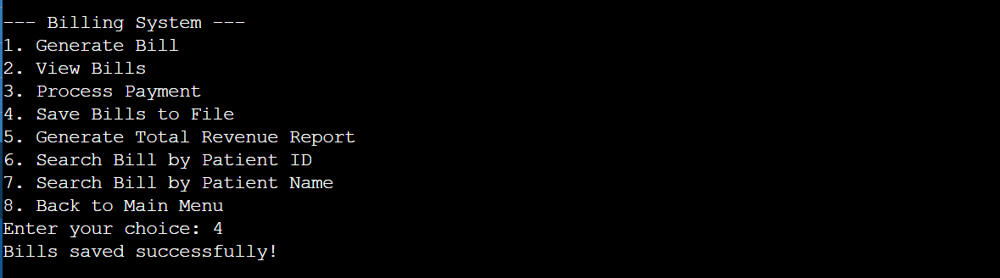 --- Billing System ---
1. Generate Bill
2. View Bills
3. Process Payment
4. Save Bills to File
5. Generate Total Revenue Report
6. Search Bill by Patient ID
7. Search Bill by Patient Name
8. Back to Main Menu
Enter your choice: 4
Bills saved successfully!